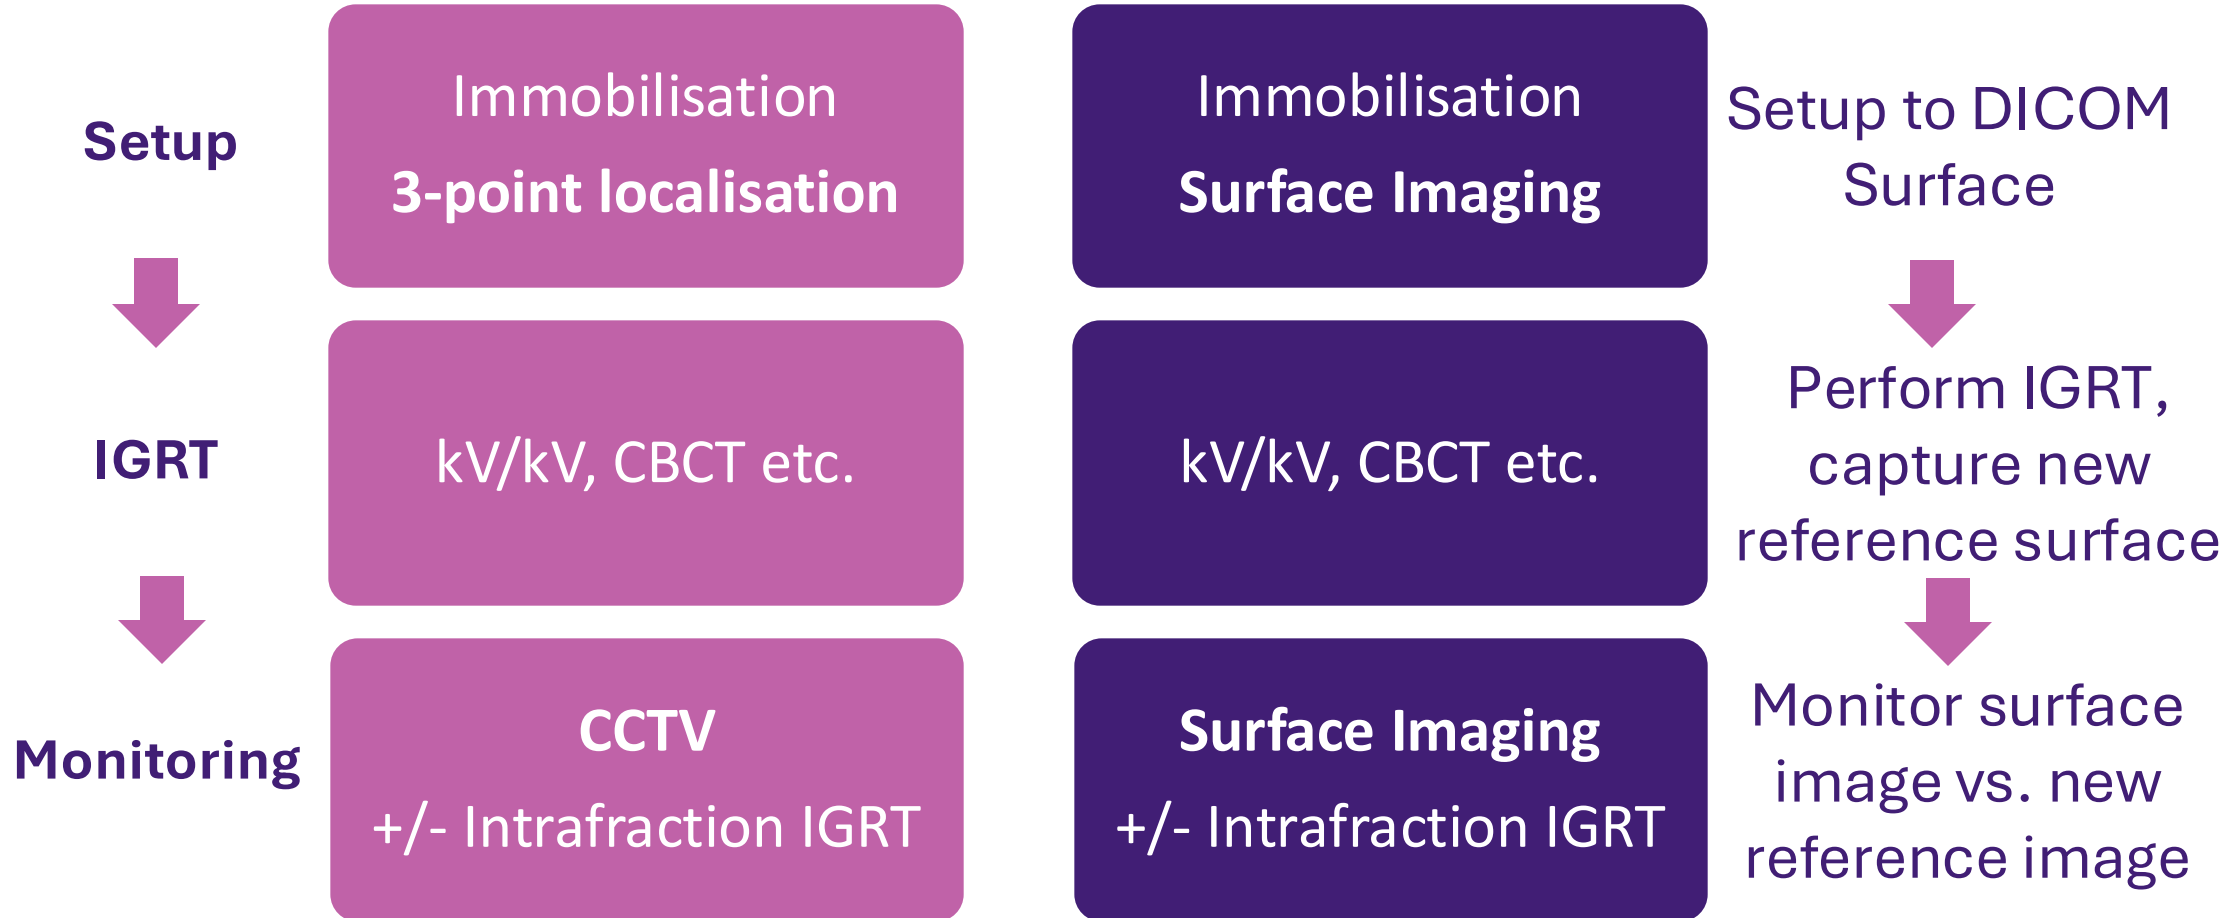 Setup
Immobilisation
3-point localisation
Immobilisation
Surface Imaging
Setup to DICOM
Surface
IGRT
kV/kV, CBCT etc.
kV/kV, CBCT etc.
Perform IGRT,
capture new
reference surface
Monitoring
CCTV
+/- Intrafraction IGRT
Surface Imaging
+/- Intrafraction IGRT
Monitor surface
image vs. new
reference image